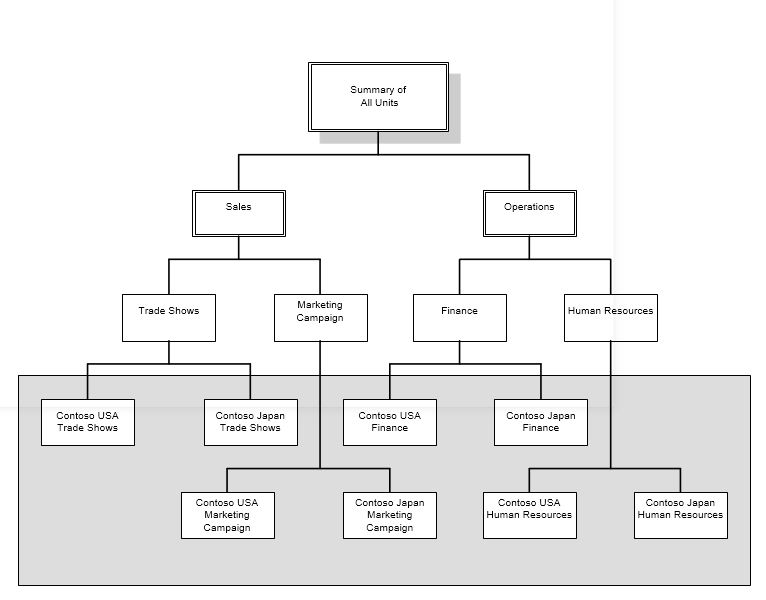 Summary of
All Units
Sales
Operations
Trade Shows
Marketing
Campaign
Finance
Human Resources
Contoso USA
Trade Shows
Contoso Japan
Trade Shows
Contoso USA
Finance
Contoso Japan
Finance
Contoso USA
Marketing
Campaign
Contoso Japan
Marketing
Campaign
Contoso USA
Human Resources
Contoso Japan
Human Resources